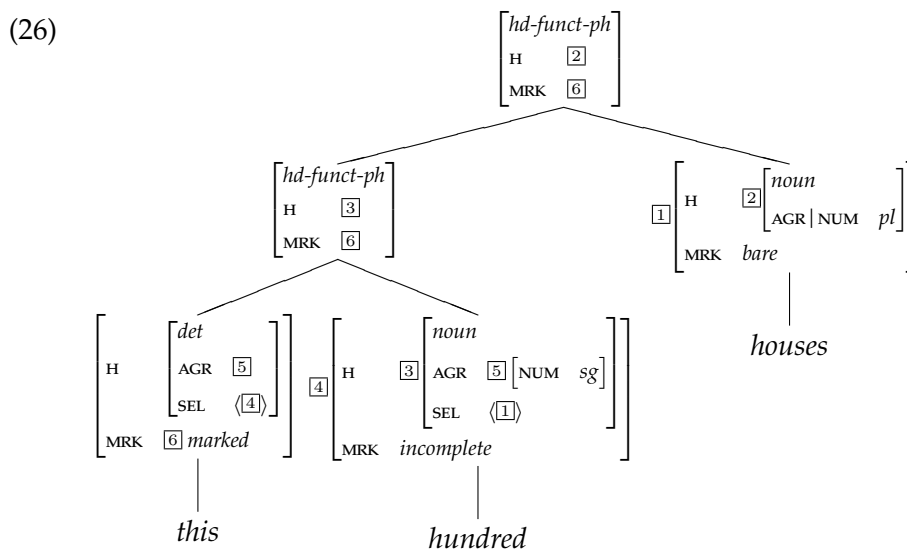 (26)
hd-funct-ph
H 2
MRK 6
hd-funct-ph
H 3
MRK 6
1 H 2 noun
AGR | NUM pl
MRK bare
det
H AGR 5
SEL ⟨4⟩
MRK 6 marked
noun
4 H 3 AGR 5 [NUM sg]
SEL ⟨1⟩
MRK incomplete
houses
this hundred